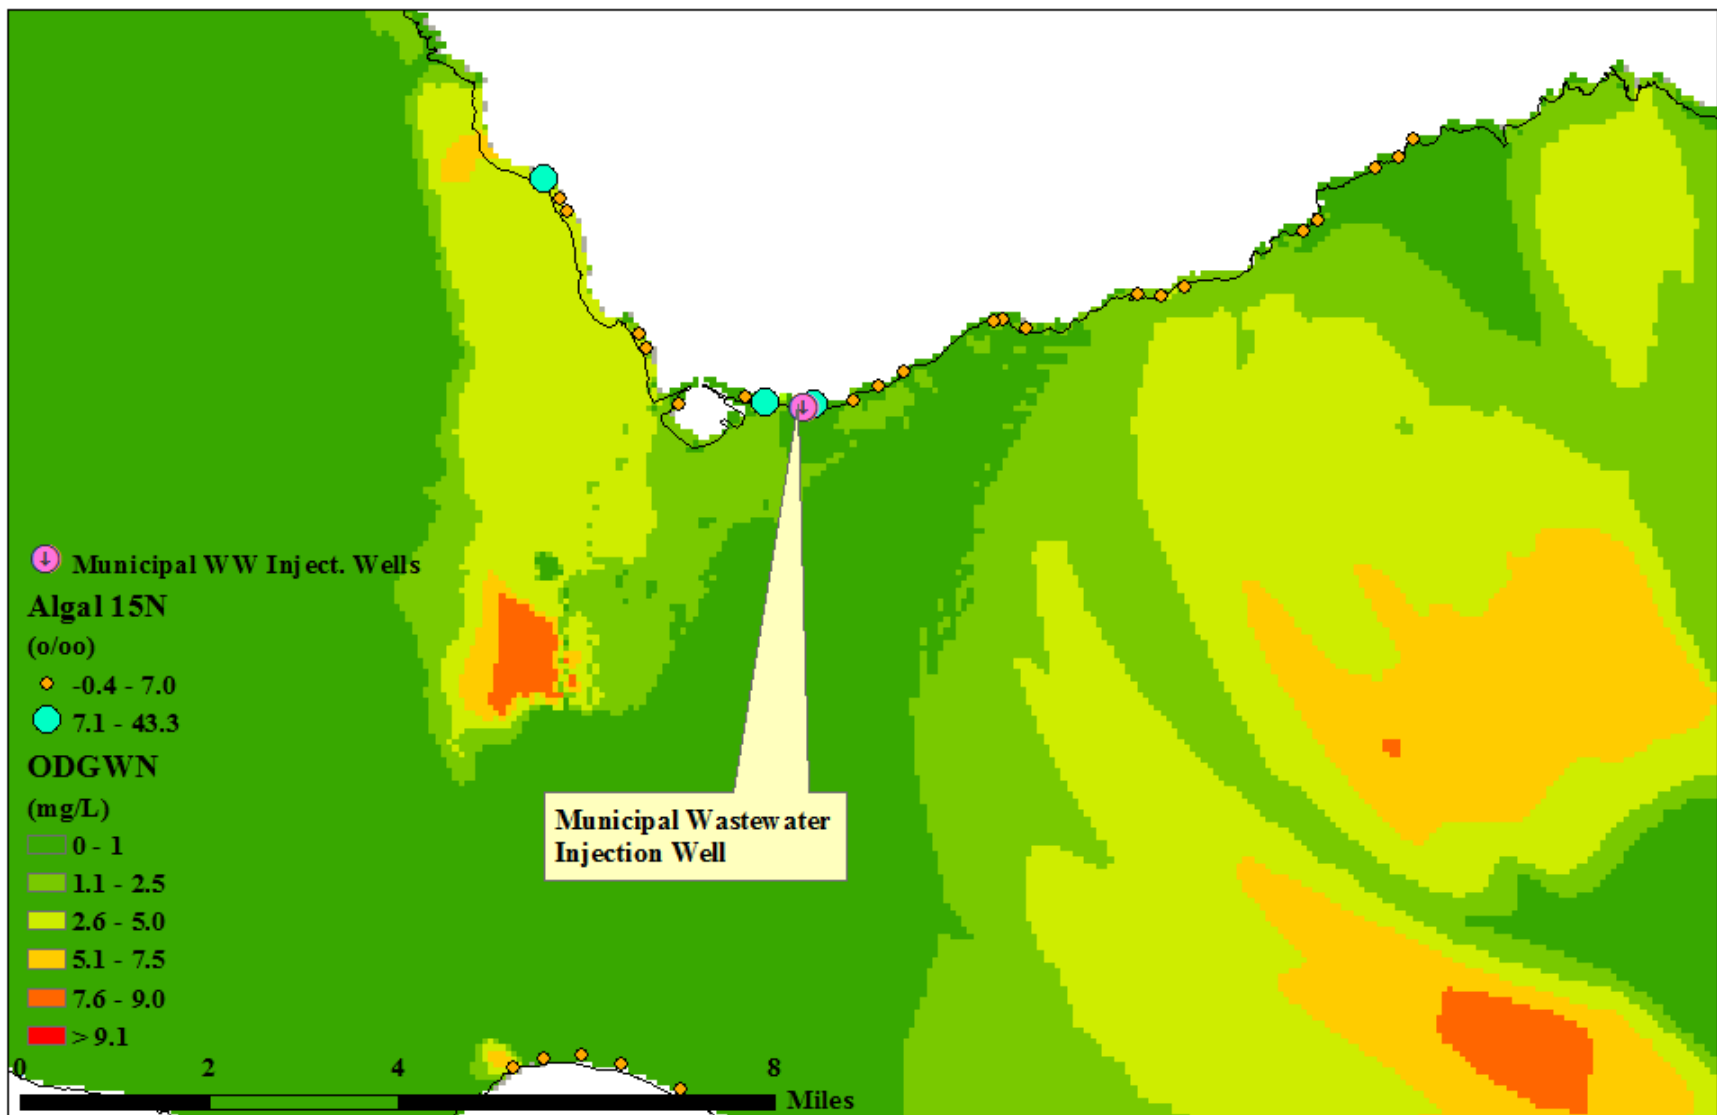 Municipal WW Inject. Wells
Algal 15N
(o/oo)
-0.4 - 7.0
7.1 - 43.3
ODGWN
(mg/L)
0 - 1
1.1 - 2.5
2.6 - 5.0
5.1 - 7.5
7.6 - 9.0
> 9.1
Municipal Wastewater
Injection Well
0 2 4 8
Miles